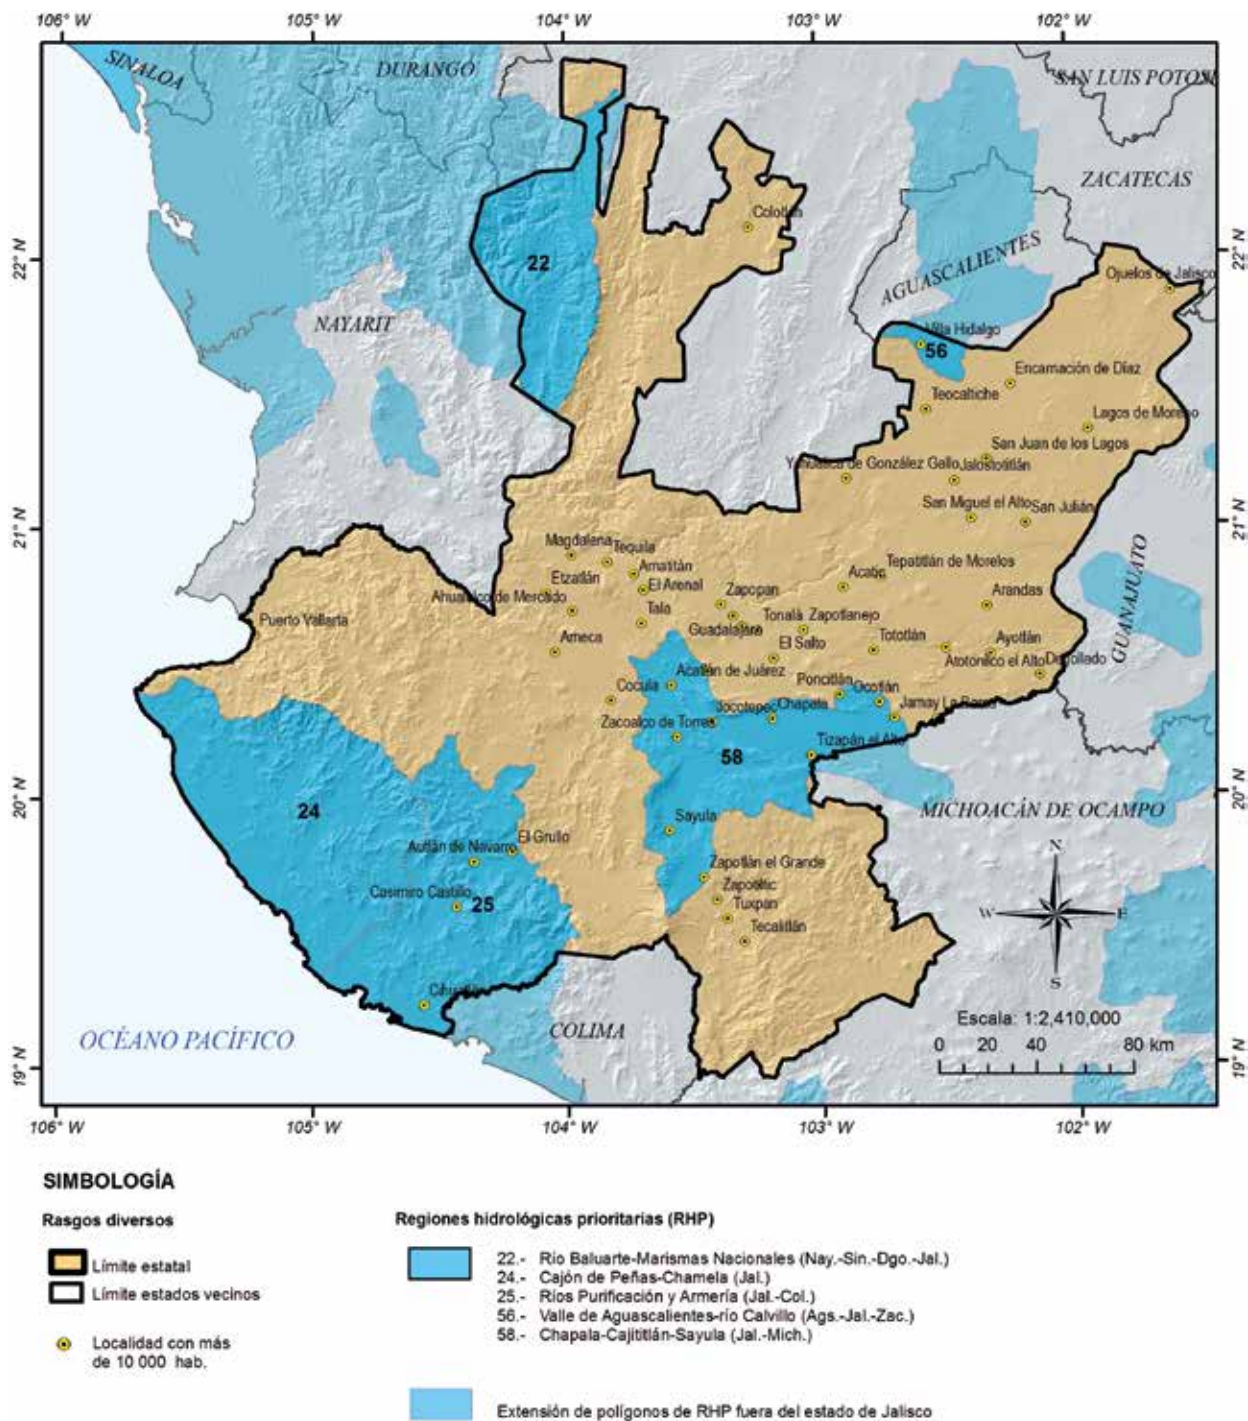 106° W 105° W 104° W 103° W 102° W
SINALOA
DURANGO
SAN LUIS POTOSÍ
ZACATECAS
Colotlán
22° N
22° N
22
AGUASCALIENTES
Ojuelos de Jalisco
NAYARIT
Villa Hidalgo
56
Encarnación de Díaz
Teocaltiche
Lagos de Moreno
San Juan de los Lagos
Yahualica de González Gallo
Jalostotitlán
San Miguel el Alto
San Julián
21° N
21° N
Magdalena
Tequila
Amatitán
Tepatitlán de Morelos
Acatic
Etzatlán
El Arenal
Ahualulco de Mercado
Zapopan
Arandas
GUANAJUATO
Puerto Vallarta
Tala
Tonalá
Zapotlanejo
Guadalajara
Ameca
El Salto
Tototlán
Ayotlán
Atotonilco el Alto
Degollado
Acatlán de Juárez
Cocula
Poncitlán
Ocotlán
Jamay
La Barca
Zacoalco de Torres
Jocotepec
Chapala
Tizapán el Alto
58
20° N
20° N
24
MICHOACÁN DE OCAMPO
Sayula
El Grullo
Autlán de Navarro
Zapotlán el Grande
Casimiro Castillo
25
Zapotiltic
Tuxpan
Tecalitlán
N
W E
S
Cihuatlán
OCÉANO PACÍFICO
COLIMA
Escala: 1:2,410,000
0 20 40 80 km
19° N
19° N
106° W 105° W 104° W 103° W 102° W
SIMBOLOGÍA
Rasgos diversos
Límite estatal
Límite estados vecinos
Localidad con más
de 10 000 hab.
Regiones hidrológicas prioritarias (RHP)
22.- Río Baluarte-Marismas Nacionales (Nay.-Sin.-Dgo.-Jal.)
24.- Cajón de Peñas-Chamela (Jal.)
25.- Ríos Purificación y Armería (Jal.-Col.)
56.- Valle de Aguascalientes-río Calvillo (Ags.-Jal.-Zac.)
58.- Chapala-Cajititlán-Sayula (Jal.-Mich.)
Extensión de polígonos de RHP fuera del estado de Jalisco